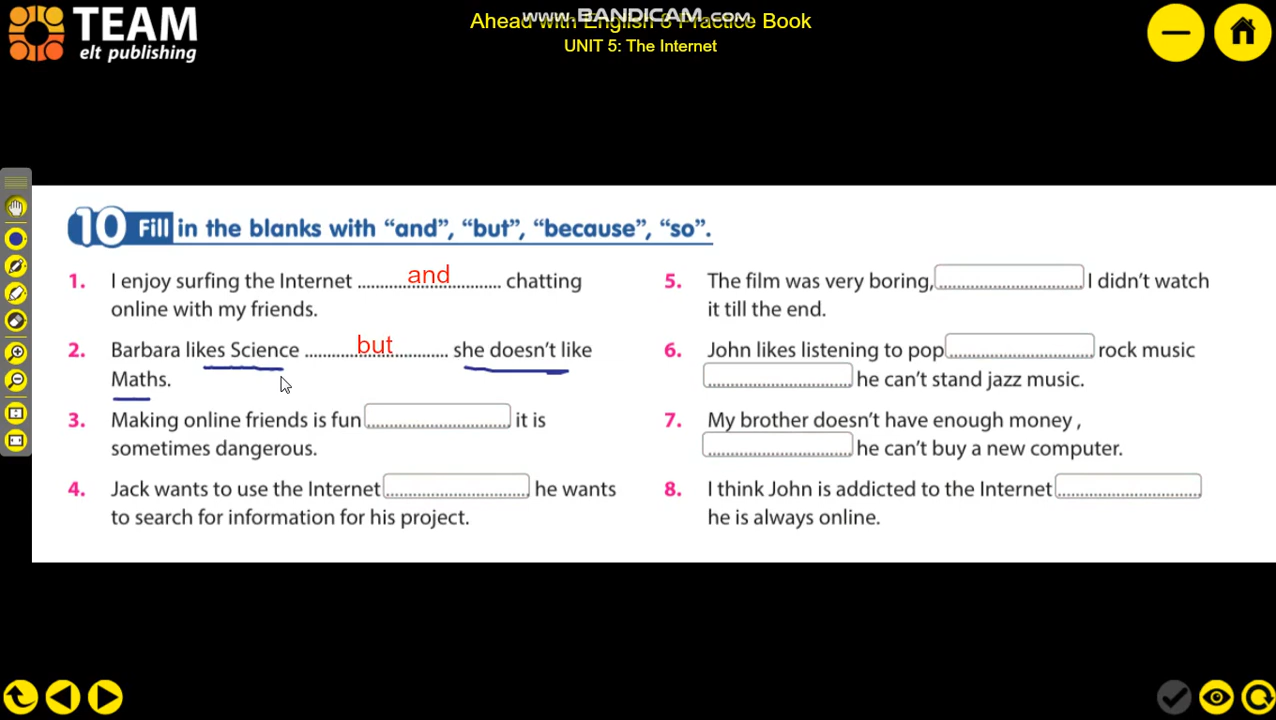 www.BANDICAM.com
TEAM
elt publishing
Ahead with English 8 Practice Book
UNIT 5: The Internet
10 Fill in the blanks with “and”, “but”, “because”, “so”.
1. I enjoy surfing the Internet .......... and .......... chatting
online with my friends.
2. Barbara likes Science .......... but .......... she doesn’t like
Maths.
3. Making online friends is fun .......... it is
sometimes dangerous.
4. Jack wants to use the Internet .......... he wants
to search for information for his project.
5. The film was very boring, .......... I didn’t watch
it till the end.
6. John likes listening to pop .......... rock music
.......... he can’t stand jazz music.
7. My brother doesn’t have enough money ,
.......... he can’t buy a new computer.
8. I think John is addicted to the Internet ..........
he is always online.